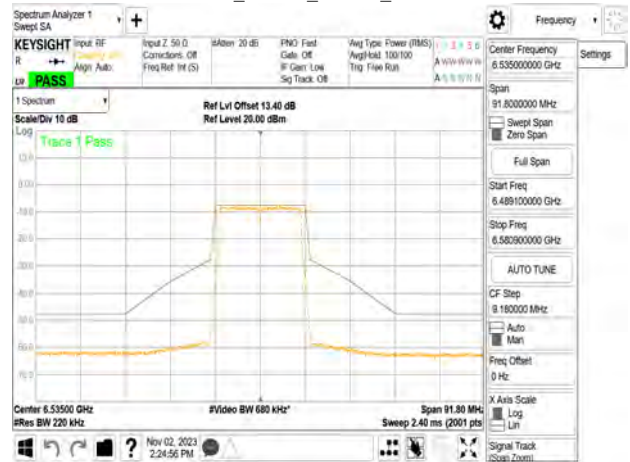 Spectrum Analyzer 1
Swept SA
Frequency
KEYSIGHT
Input: RF
Input Z: 50 Ω
#Atten: 20 dB
PNO: Fast
Avg Type: Power (RMS)
Align: Auto
Corrections: Off
Gate: Off
Avg|Hold: 100/100
Freq Ref: Int (S)
IF Gain: Low
Trig: Free Run
Sig Track: Off
PASS
1 Spectrum
Ref Lvl Offset 13.40 dB
Scale/Div 10 dB
Ref Level 20.00 dBm
Log
Trace 1 Pass
Center 6.53500 GHz
#Video BW 680 kHz*
Span 91.80 MHz
#Res BW 220 kHz
Sweep 2.40 ms (2001 pts
Nov 02, 2023
2:24:56 PM
Center Frequency
6.535000000 GHz
Settings
Span
91.8000000 MHz
Swept Span
Zero Span
Full Span
Start Freq
6.489100000 GHz
Stop Freq
6.580900000 GHz
AUTO TUNE
CF Step
9.180000 MHz
Auto
Man
Freq Offset
0 Hz
X Axis Scale
Log
Lin
Signal Track
(Span Zoom)